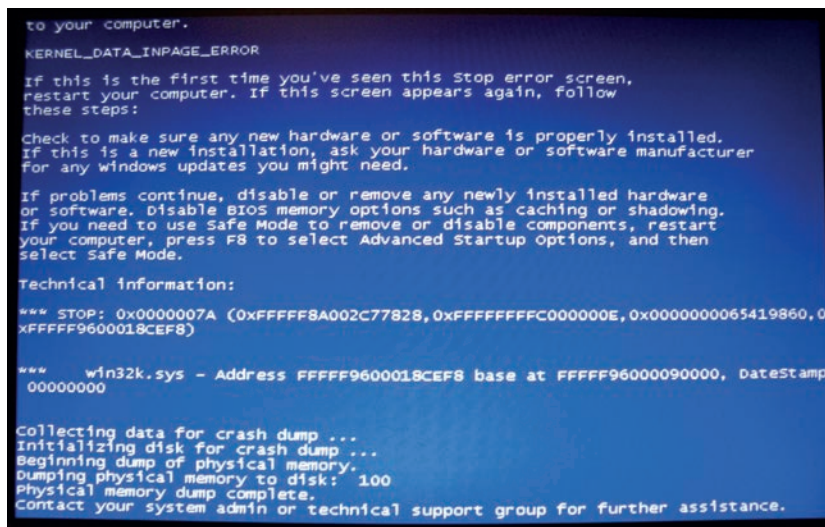 to your computer.
KERNEL_DATA_INPAGE_ERROR
If this is the first time you've seen this Stop error screen,
restart your computer. If this screen appears again, follow
these steps:
Check to make sure any new hardware or software is properly installed.
If this is a new installation, ask your hardware or software manufacturer
for any Windows updates you might need.
If problems continue, disable or remove any newly installed hardware
or software. Disable BIOS memory options such as caching or shadowing.
If you need to use Safe Mode to remove or disable components, restart
your computer, press F8 to select Advanced Startup Options, and then
select Safe Mode.
Technical information:
*** STOP: 0x0000007A (0xFFFFF8A002C77828,0xFFFFFFFFC000000E,0x0000000065419860,0
xFFFFF9600018CEF8)
*** win32k.sys - Address FFFFF9600018CEF8 base at FFFFF96000090000, DateStamp
00000000
Collecting data for crash dump ...
Initializing disk for crash dump ...
Beginning dump of physical memory.
Dumping physical memory to disk: 100
Physical memory dump complete.
Contact your system admin or technical support group for further assistance.